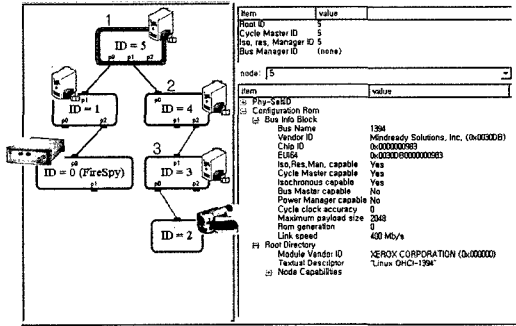 1
ID = 5
p0 p1 p2
p1
ID = 1
p0 p2
2
ID = 4
p0 p2
ID = 0 (FireSpy)
p1
3
p1
ID = 3
p0 p2
ID = 2
Item value
Root ID 5
Cycle Master ID 5
Iso, res, Manager ID 5
Bus Manager ID (none)
node: 5
Item value
Phy-SelfID
Configuration Rom
Bus Info Block
Bus Name 1394
Vendor ID Mindready Solutions, Inc, (0x0030DB)
Chip ID 0x0000000983
EUI64 0x0030DB0000000983
Iso,Res,Man, capable Yes
Cycle Master capable Yes
Isochronous capable Yes
Bus Master capable No
Power Manager capable No
Cycle clock accuracy 0
Maximum payload size 2048
Rom generation 0
Link speed 400 Mb/s
Root Directory
Module Vendor ID XEROX CORPORATION (0x000000)
Textual Descriptor "Linux OHCI-1394"
Node Capabilities